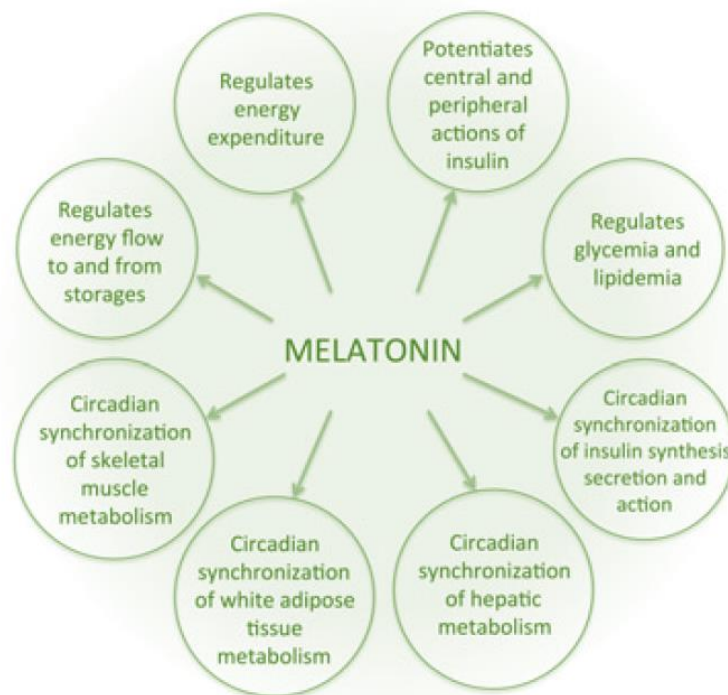 Regulates
energy
expenditure
Potentiates
central and
peripheral
actions of
insulin
Regulates
energy flow
to and from
storages
Regulates
glycemia and
lipidemia
MELATONIN
Circadian
synchronization
of skeletal
muscle
metabolism
Circadian
synchronization
of insulin synthesis
secretion and
action
Circadian
synchronization
of white adipose
tissue
metabolism
Circadian
synchronization
of hepatic
metabolism